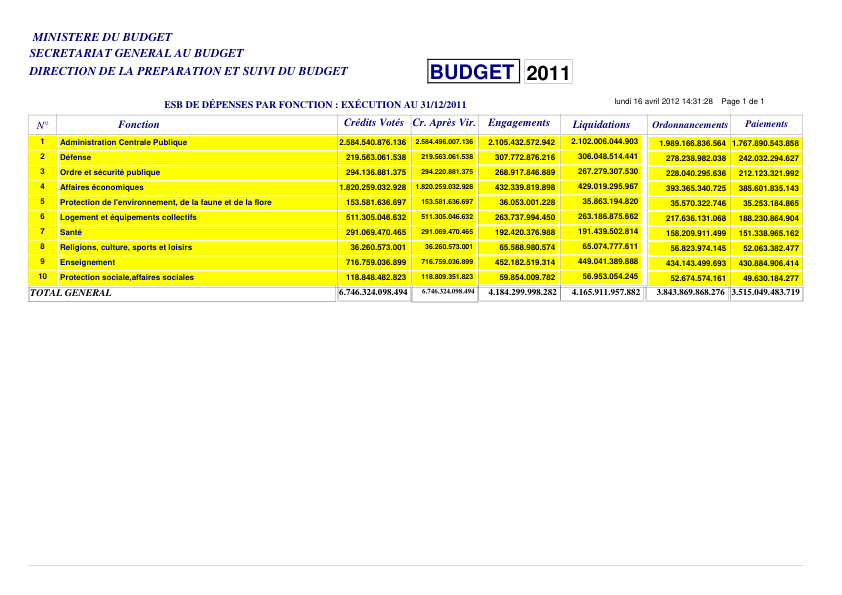 MINISTERE DU BUDGET
SECRETARIAT GENERAL AU BUDGET
DIRECTION DE LA PREPARATION ET SUIVI DU BUDGET
BUDGET 2011
lundi 16 avril 2012 14:31:28 Page 1 de 1
ESB DE DÉPENSES PAR FONCTION : EXÉCUTION AU 31/12/2011
N° Fonction Crédits Votés Cr. Après Vir. Engagements Liquidations Ordonnancements Paiements
1 Administration Centrale Publique 2.584.540.876.136 2.584.496.007.136 2.105.432.572.942 2.102.006.044.903 1.989.166.836.564 1.767.890.543.858
2 Défense 219.563.061.538 219.563.061.538 307.772.876.216 306.048.514.441 278.238.982.038 242.032.294.627
3 Ordre et sécurité publique 294.136.881.375 294.220.881.375 268.917.846.889 267.279.307.530 228.040.295.636 212.123.321.992
4 Affaires économiques 1.820.259.032.928 1.820.259.032.928 432.339.819.898 429.019.295.967 393.365.340.725 385.601.835.143
5 Protection de l'environnement, de la faune et de la flore 153.581.636.697 153.581.636.697 36.053.001.228 35.863.194.820 35.570.322.746 35.253.184.865
6 Logement et équipements collectifs 511.305.046.632 511.305.046.632 263.737.994.450 263.186.875.662 217.636.131.068 188.230.864.904
7 Santé 291.069.470.465 291.069.470.465 192.420.376.988 191.439.502.814 158.209.911.499 151.338.965.162
8 Religions, culture, sports et loisirs 36.260.573.001 36.260.573.001 65.588.980.574 65.074.777.611 56.823.974.145 52.063.382.477
9 Enseignement 716.759.036.899 716.759.036.899 452.182.519.314 449.041.389.888 434.143.499.693 430.884.906.414
10 Protection sociale,affaires sociales 118.848.482.823 118.809.351.823 59.854.009.782 56.953.054.245 52.674.574.161 49.630.184.277
TOTAL GENERAL 6.746.324.098.494 6.746.324.098.494 4.184.299.998.282 4.165.911.957.882 3.843.869.868.276 3.515.049.483.719